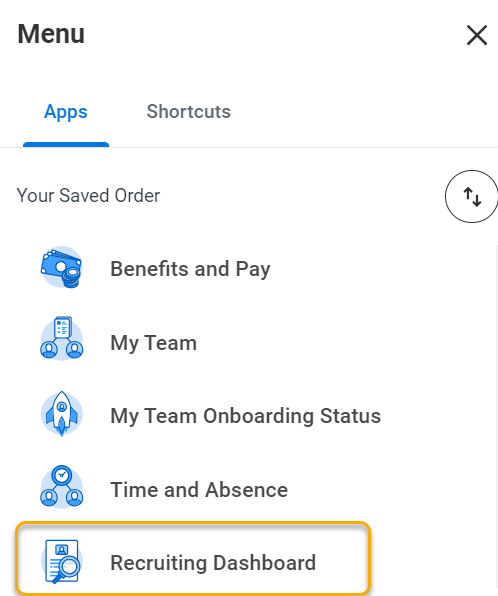 Menu
Apps
Shortcuts
Your Saved Order
Benefits and Pay
My Team
My Team Onboarding Status
Time and Absence
Recruiting Dashboard